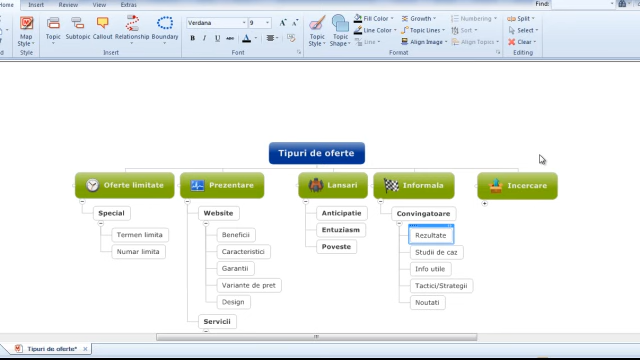 Home Insert Review View Extras Find:
Map Style Topic Subtopic Callout Relationship Boundary Verdana 9 Topic Style Topic Shape Fill Color Growth Numbering Split
B I U Line Color Topic Lines Sort Select
Line Align Image Align Topics Clear
Style Insert Font Format Editing
Tipuri de oferte
Oferte limitate Prezentare Lansari Informala Incercare
Special Website Anticipatie Convingatoare
Termen limita Beneficii Entuziasm Rezultate
Numar limita Caracteristici Poveste Studii de caz
Garantii Info utile
Variante de pret Tactici/Strategii
Design Noutati
Servicii
Tipuri de oferte*